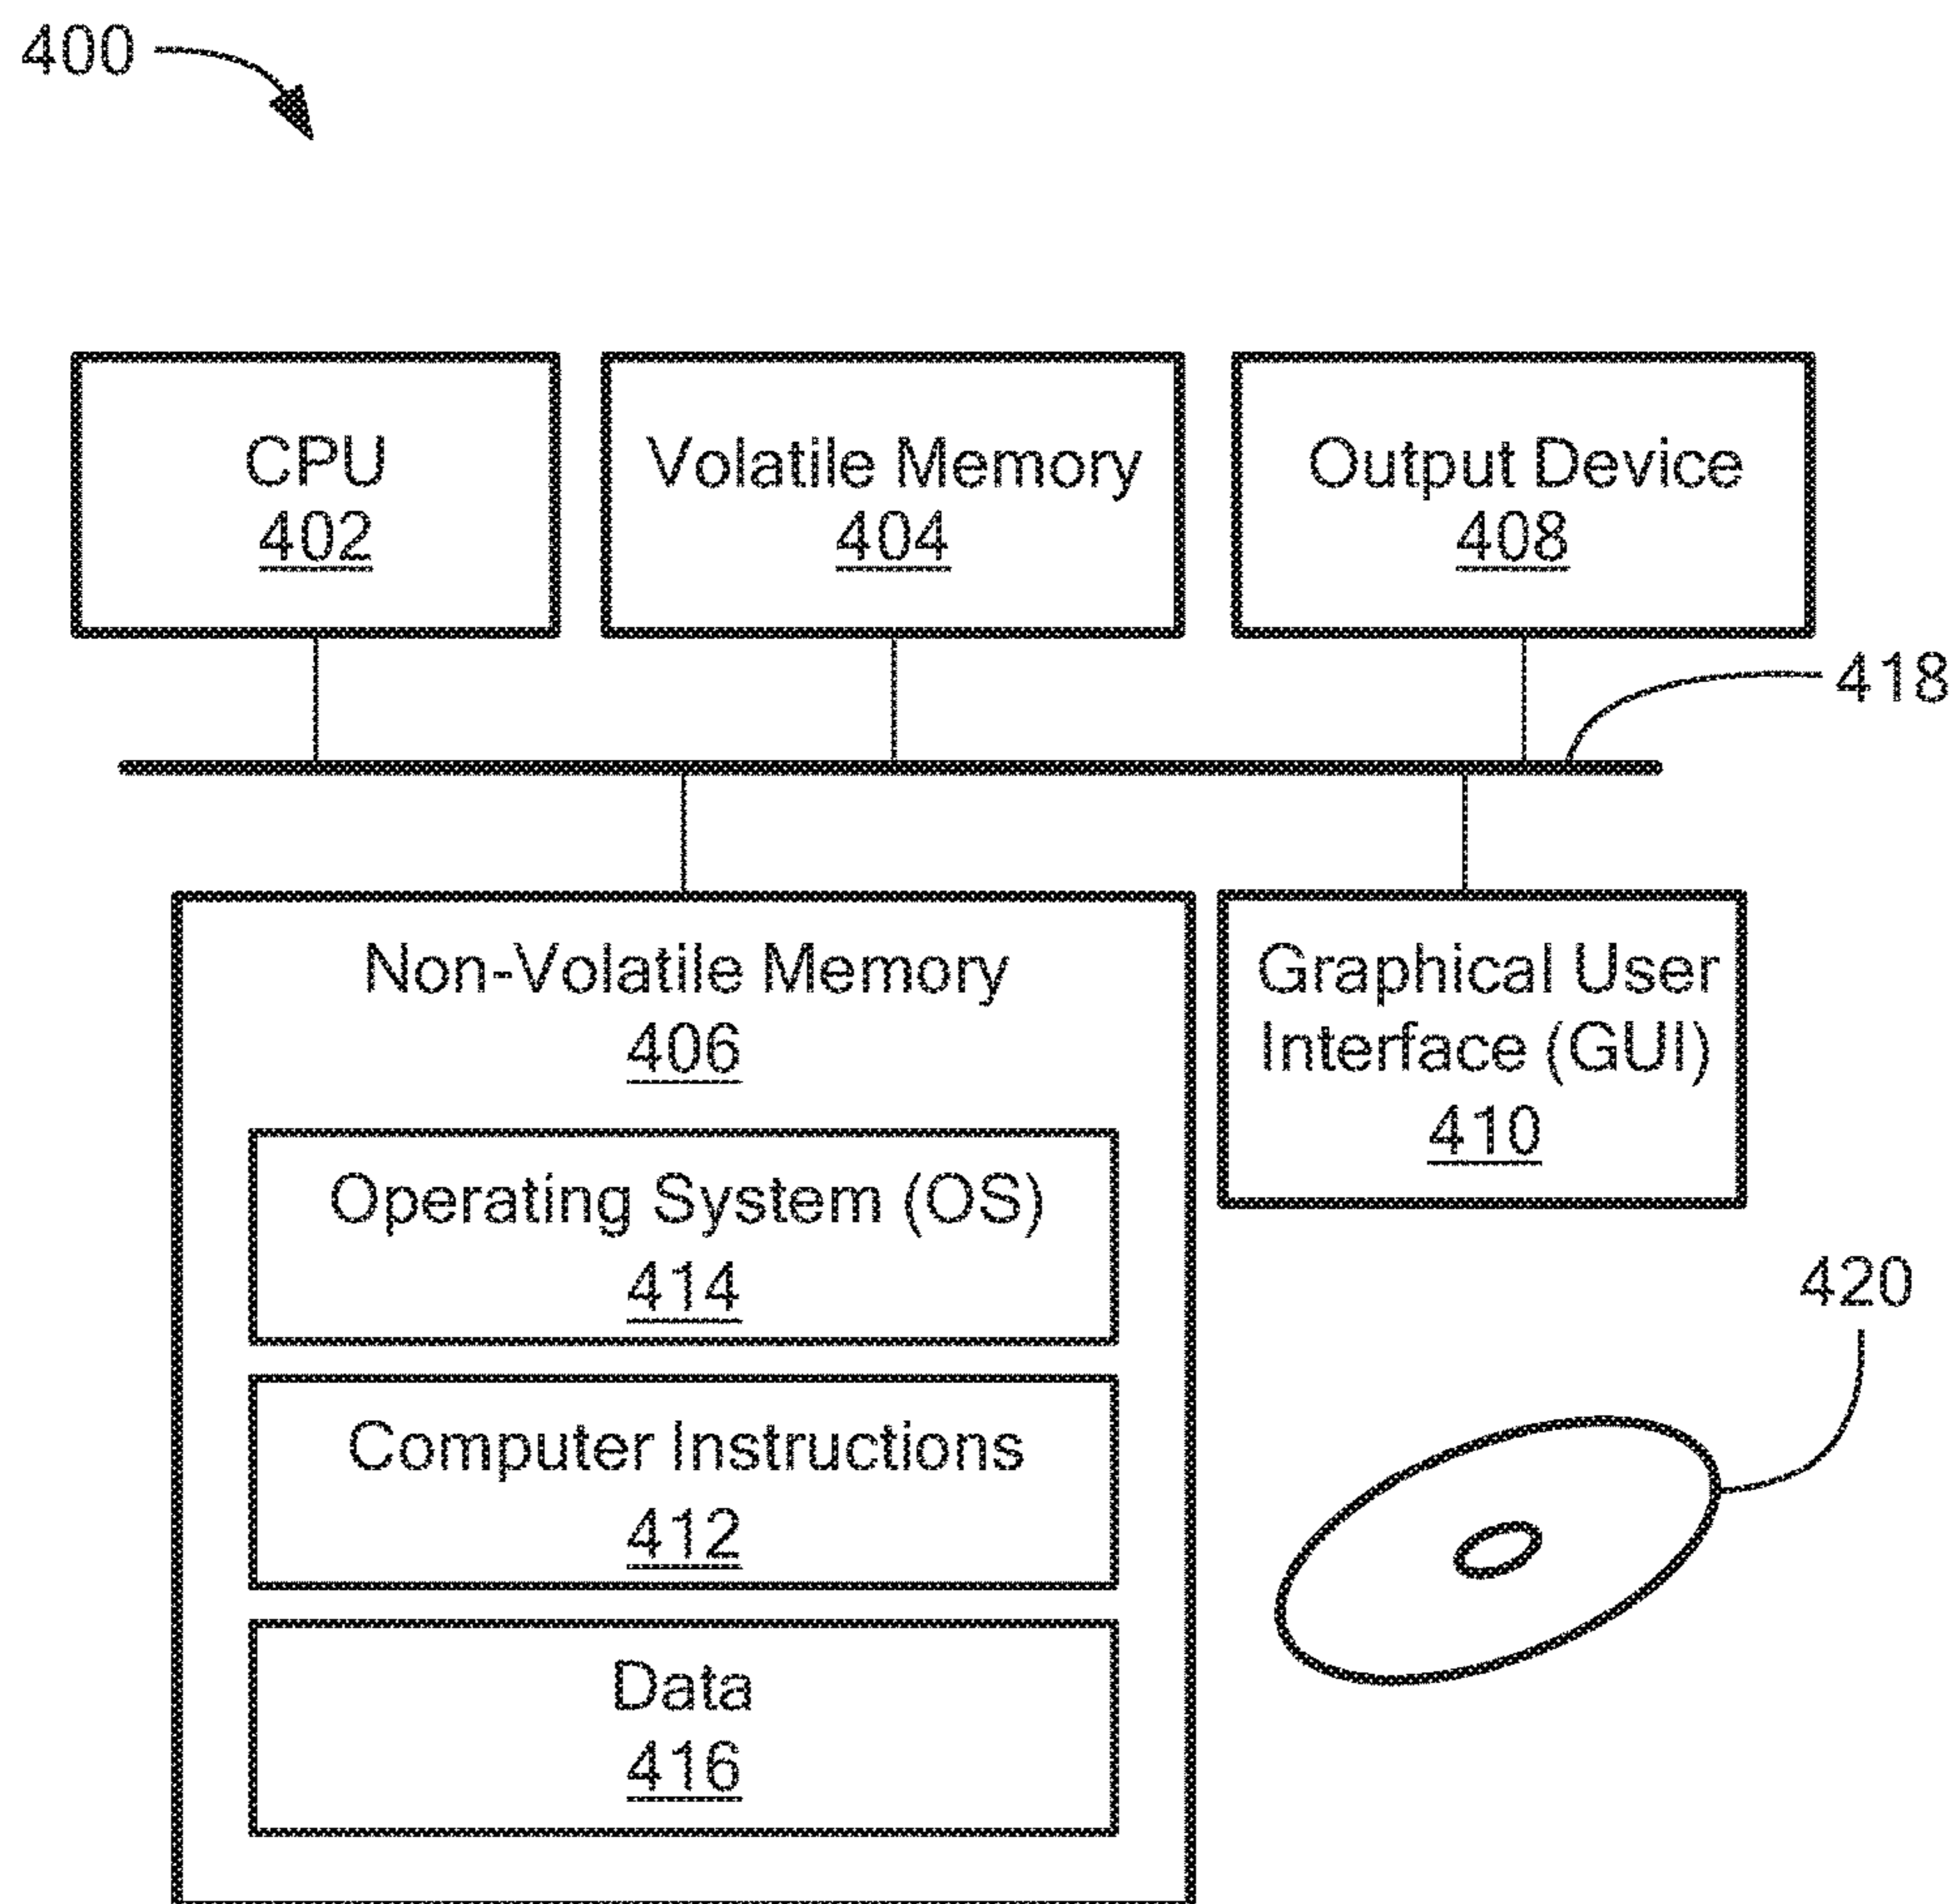 400
CPU
402
Volatile Memory
404
Output Device
408
418
Non-Volatile Memory
406
Operating System (OS)
414
Computer Instructions
412
Data
416
Graphical User
Interface (GUI)
410
420